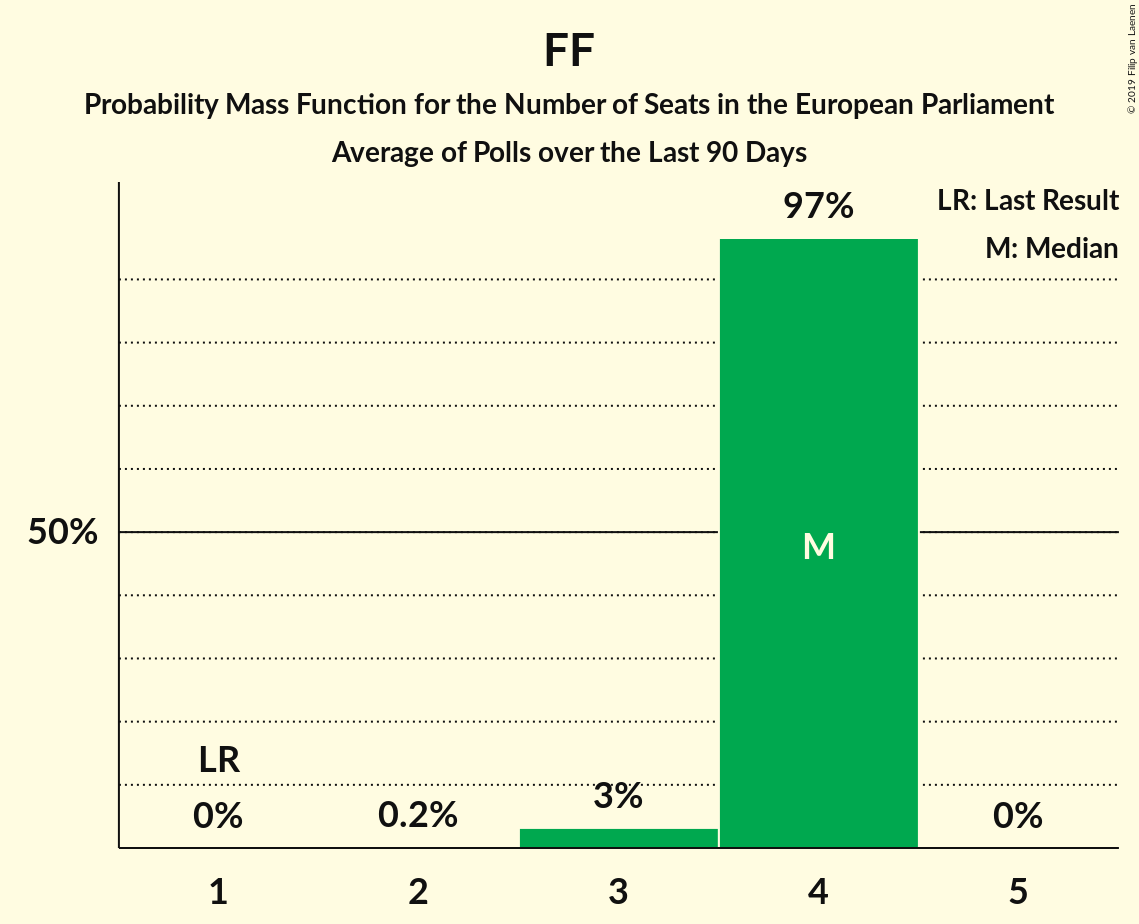 FF
Probability Mass Function for the Number of Seats in the European Parliament
Average of Polls over the Last 90 Days
© 2019 Filip van Laenen
LR: Last Result
M: Median
97%
50%
M
LR
0%
0.2%
3%
0%
1
2
3
4
5